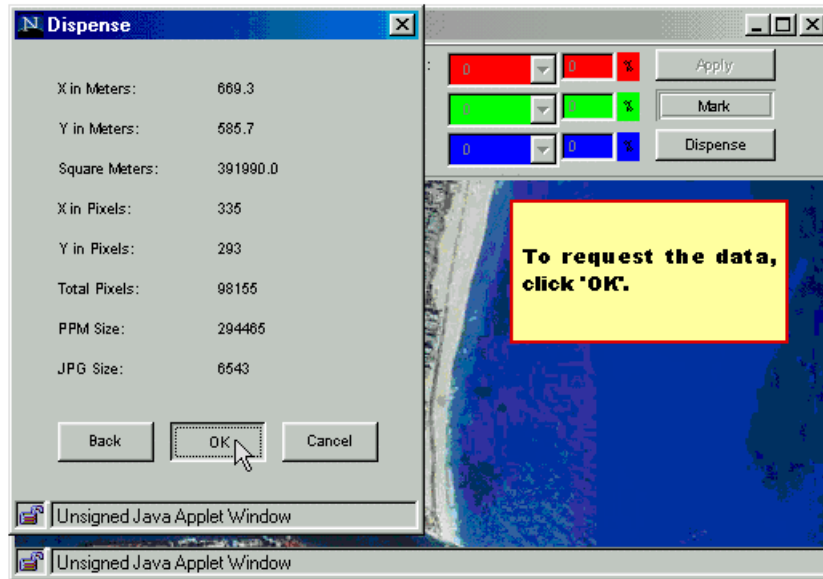 N Dispense
X in Meters: 669.3
Y in Meters: 585.7
Square Meters: 391990.0
X in Pixels: 335
Y in Pixels: 293
Total Pixels: 98155
PPM Size: 294465
JPG Size: 6543
Back OK Cancel
Unsigned Java Applet Window
: 0 0 % Apply
0 0 % Mark
0 0 % Dispense
To request the data,
click "OK".
Unsigned Java Applet Window